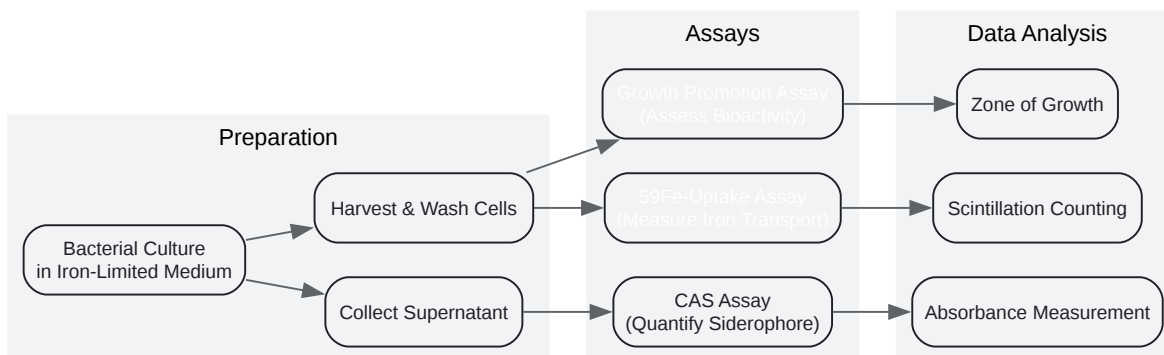 Preparation
Bacterial Culture
in Iron-Limited Medium
Harvest & Wash Cells
Collect Supernatant
Assays
Growth Promotion Assay
(Assess Bioactivity)
59Fe-Uptake Assay
(Measure Iron Transport)
CAS Assay
(Quantify Siderophore)
Data Analysis
Zone of Growth
Scintillation Counting
Absorbance Measurement